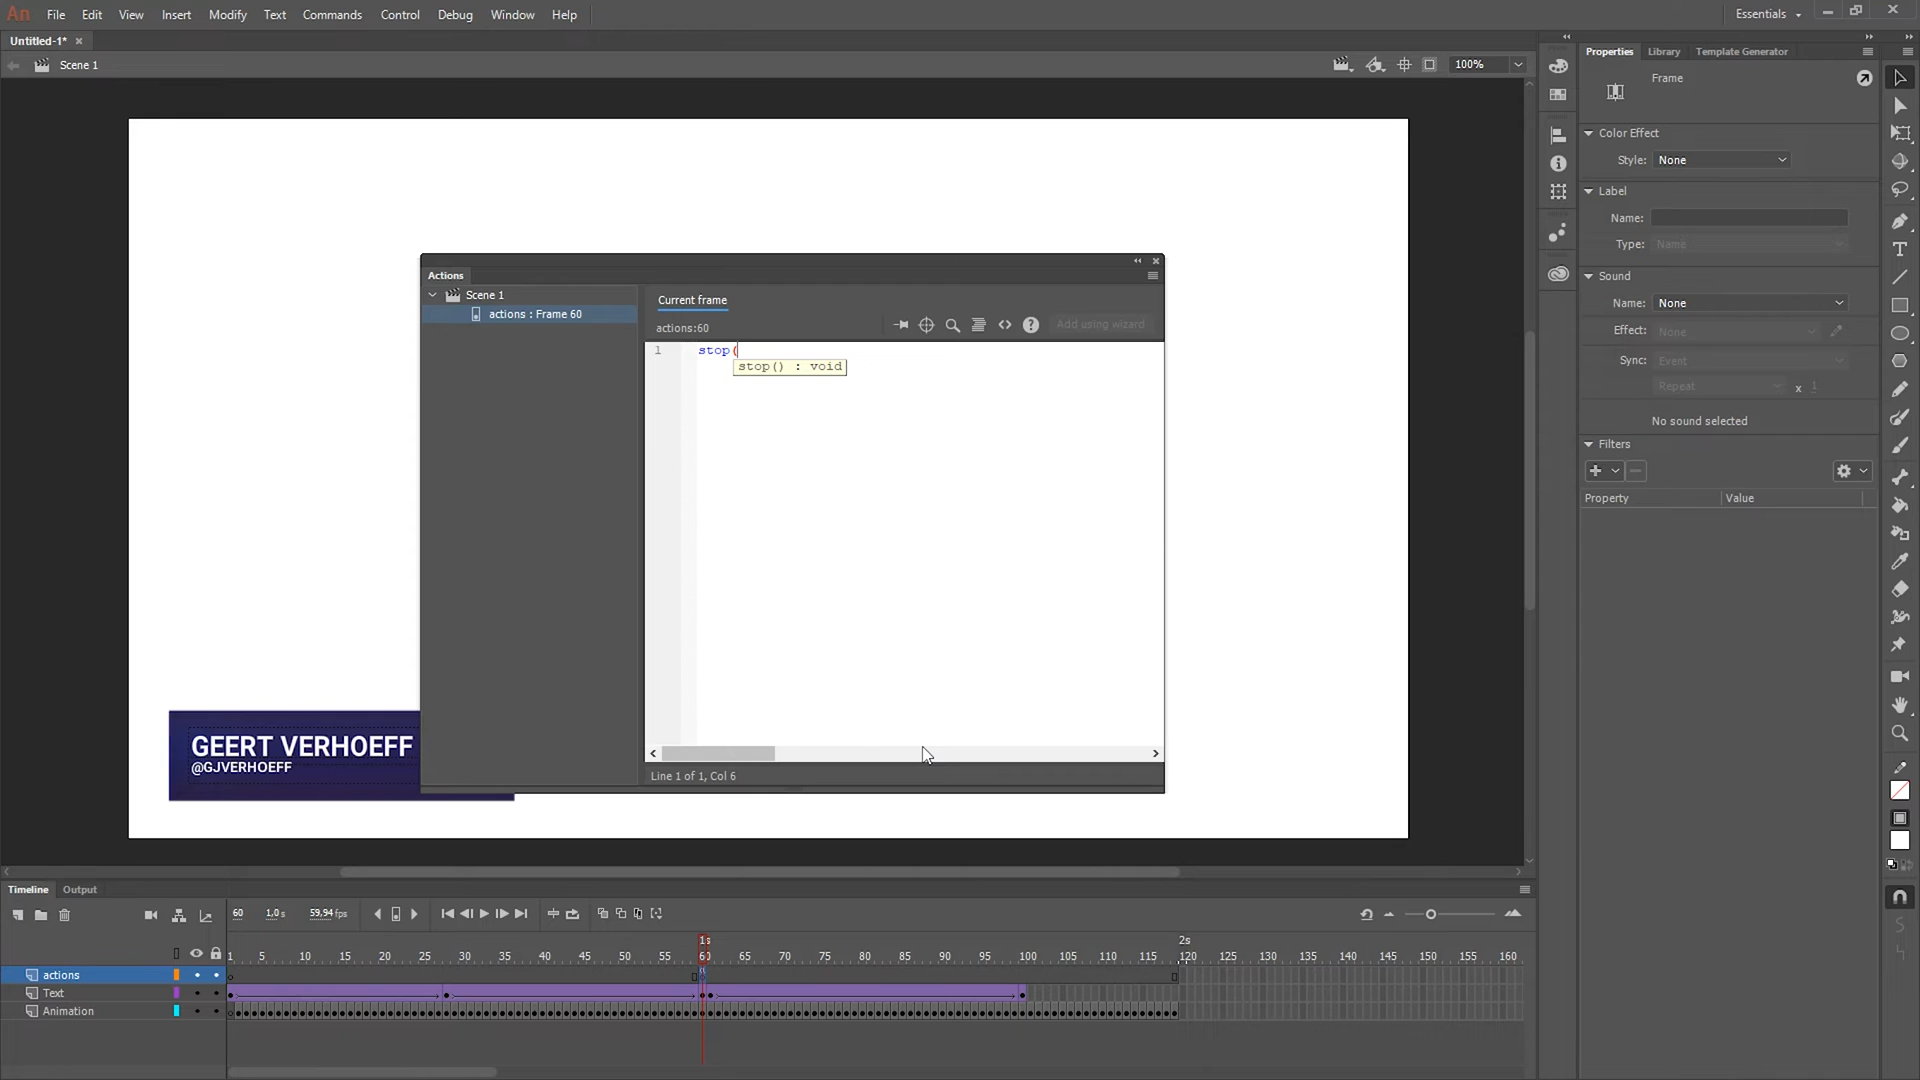 An File Edit View Insert Modify Text Commands Control Debug Window Help Essentials
Untitled-1* ×
Scene 1 100%
Properties Library Template Generator
Frame
Color Effect
Style: None
Label
Name:
Type: Name
Sound
Name: None
Effect: None
Sync: Event
Repeat x 1
No sound selected
Filters
Property Value
Actions
Scene 1
actions : Frame 60
Current frame
actions:60
Add using wizard
1 stop(
stop() : void
Line 1 of 1, Col 6
GEERT VERHOEFF
@GJVERHOEFF
Timeline Output
60 1,0 s 59,94 fps
1s 2s
1 5 10 15 20 25 30 35 40 45 50 55 60 65 70 75 80 85 90 95 100 105 110 115 120 125 130 135 140 145 150 155 160
actions
Text
Animation